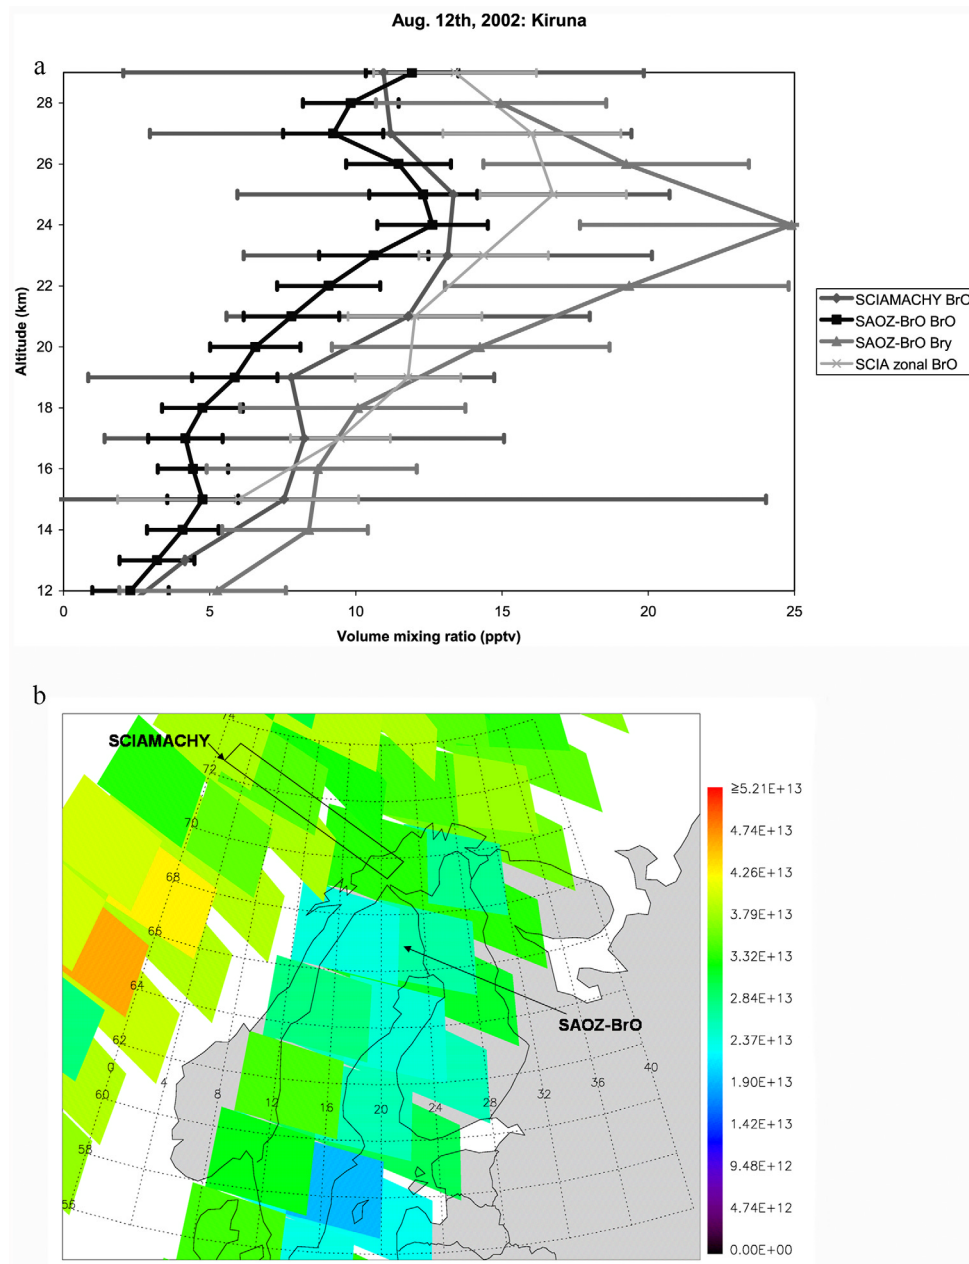 Aug. 12th, 2002: Kiruna
a
28
26
24
22
20
18
16
14
12
Altitude (km)
0 5 10 15 20 25
Volume mixing ratio (pptv)
SCIAMACHY BrO
SAOZ-BrO BrO
SAOZ-BrO Bry
SCIA zonal BrO
b
74
SCIAMACHY
72
70
68
66
64
62
60
58
56
0 4 8 12 16 20 24 28 32 36 40
SAOZ-BrO
≥5.21E+13
4.74E+13
4.26E+13
3.79E+13
3.32E+13
2.84E+13
2.37E+13
1.90E+13
1.42E+13
9.48E+12
4.74E+12
0.00E+00